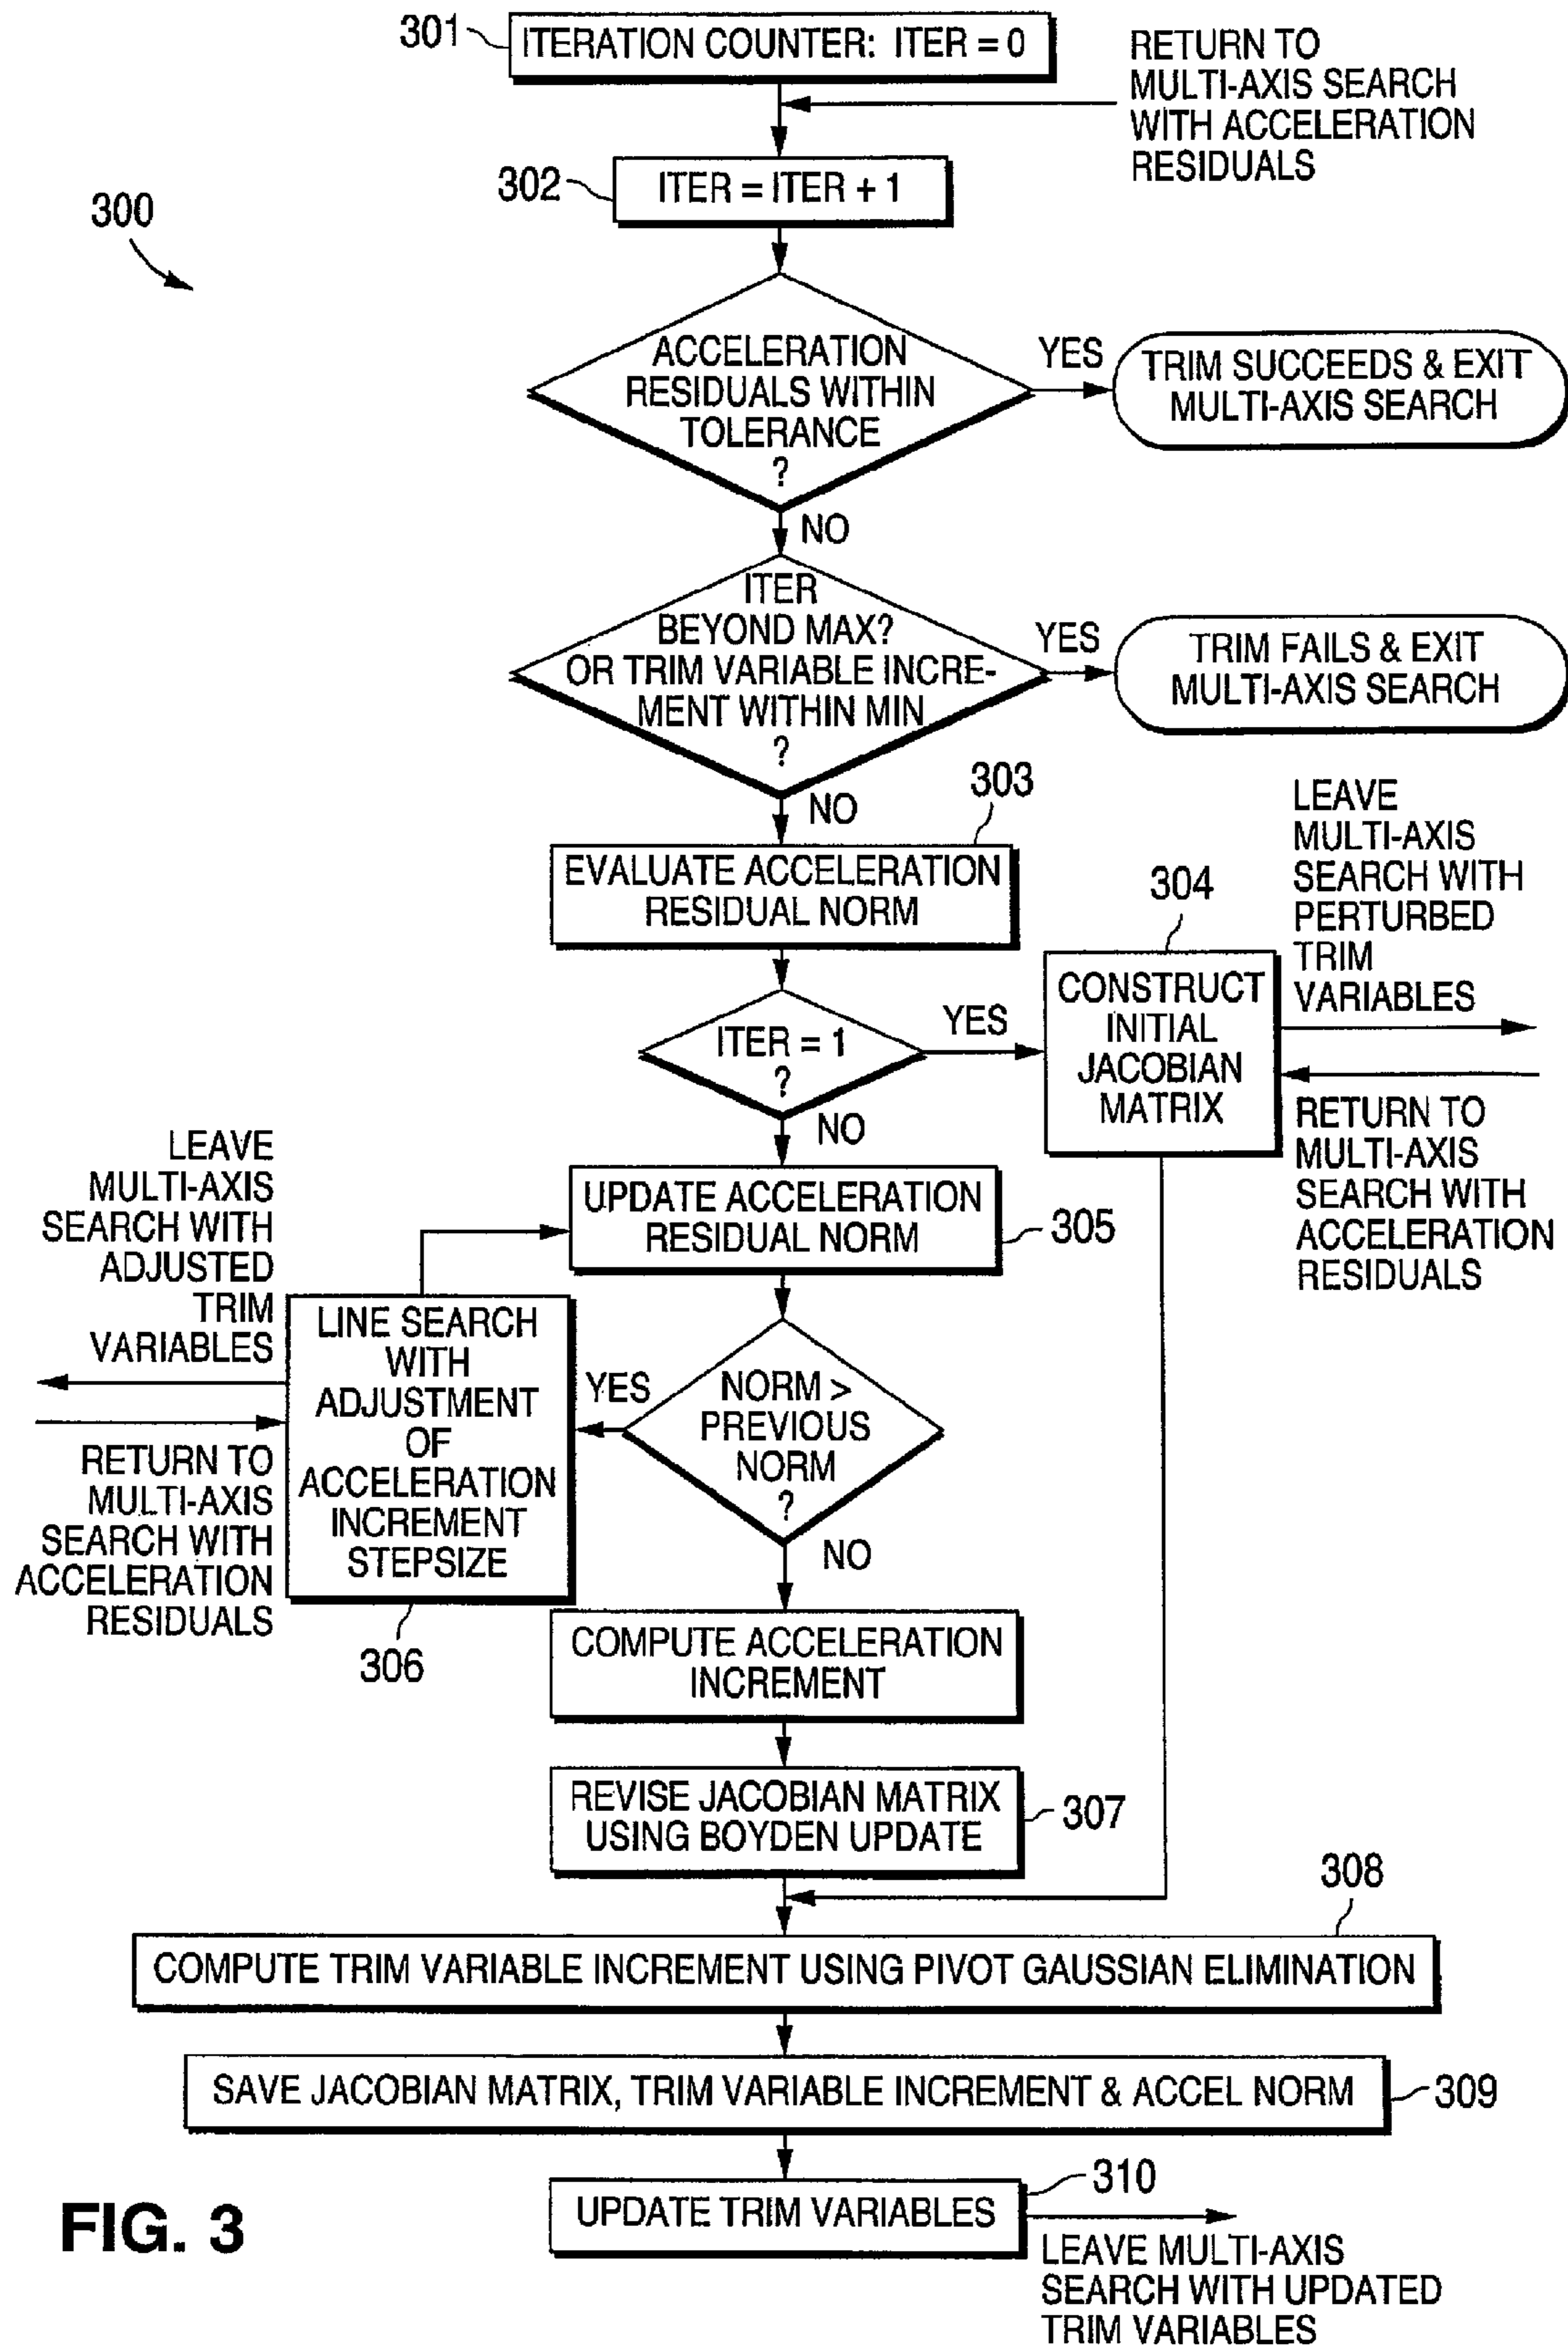 301
ITERATION COUNTER: ITER = 0
RETURN TO
MULTI-AXIS SEARCH
WITH ACCELERATION
RESIDUALS
302
ITER = ITER + 1
300
ACCELERATION
RESIDUALS WITHIN
TOLERANCE
?
YES
TRIM SUCCEEDS & EXIT
MULTI-AXIS SEARCH
NO
ITER
BEYOND MAX?
OR TRIM VARIABLE INCRE-
MENT WITHIN MIN
?
YES
TRIM FAILS & EXIT
MULTI-AXIS SEARCH
NO
303
EVALUATE ACCELERATION
RESIDUAL NORM
304
LEAVE
MULTI-AXIS
SEARCH WITH
PERTURBED
TRIM
VARIABLES
ITER = 1
?
YES
CONSTRUCT
INITIAL
JACOBIAN
MATRIX
RETURN TO
MULTI-AXIS
SEARCH WITH
ACCELERATION
RESIDUALS
NO
UPDATE ACCELERATION
RESIDUAL NORM
305
LEAVE
MULTI-AXIS
SEARCH WITH
ADJUSTED
TRIM
VARIABLES
LINE SEARCH
WITH
ADJUSTMENT
OF
ACCELERATION
INCREMENT
STEPSIZE
YES
NORM >
PREVIOUS
NORM
?
RETURN TO
MULTI-AXIS
SEARCH WITH
ACCELERATION
RESIDUALS
306
NO
COMPUTE ACCELERATION
INCREMENT
REVISE JACOBIAN MATRIX
USING BOYDEN UPDATE
307
308
COMPUTE TRIM VARIABLE INCREMENT USING PIVOT GAUSSIAN ELIMINATION
SAVE JACOBIAN MATRIX, TRIM VARIABLE INCREMENT & ACCEL NORM
309
UPDATE TRIM VARIABLES
310
LEAVE MULTI-AXIS
SEARCH WITH UPDATED
TRIM VARIABLES
FIG. 3